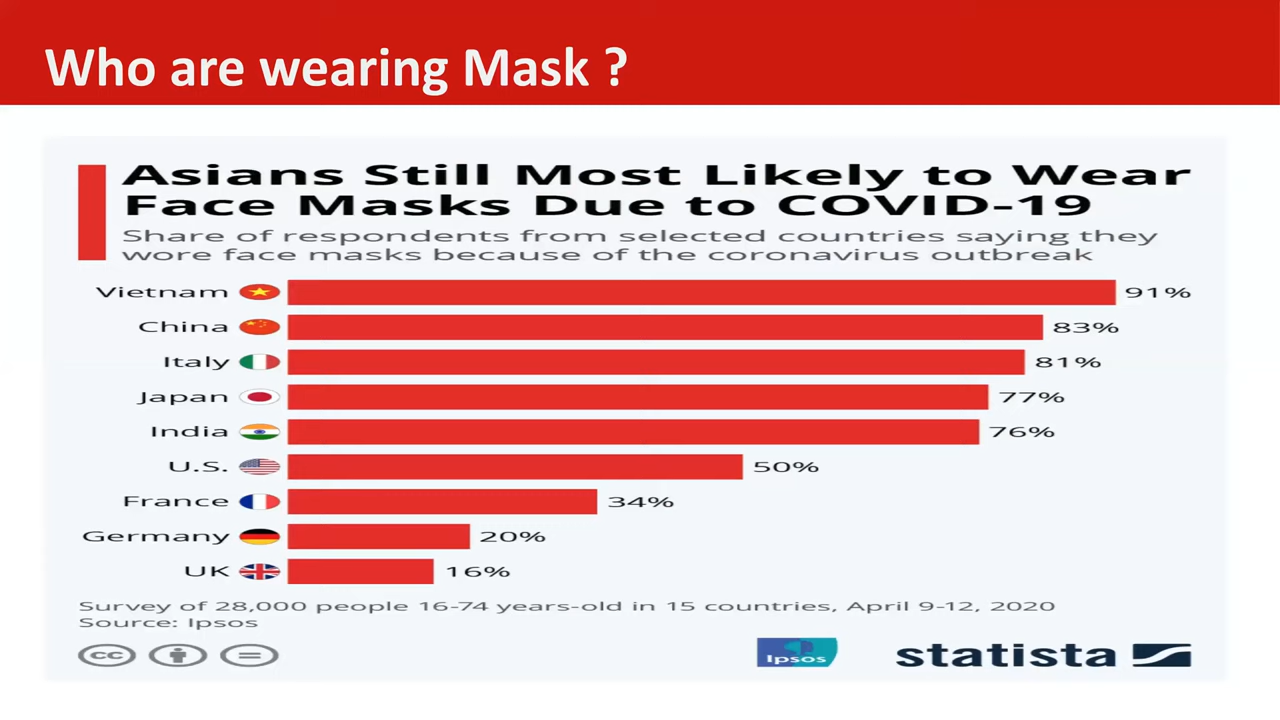 Who are wearing Mask ?
Asians Still Most Likely to Wear
Face Masks Due to COVID-19
Share of respondents from selected countries saying they
wore face masks because of the coronavirus outbreak
Vietnam 91%
China 83%
Italy 81%
Japan 77%
India 76%
U.S. 50%
France 34%
Germany 20%
UK 16%
Survey of 28,000 people 16-74 years-old in 15 countries, April 9-12, 2020
Source: Ipsos
cc
Ipsos
statista